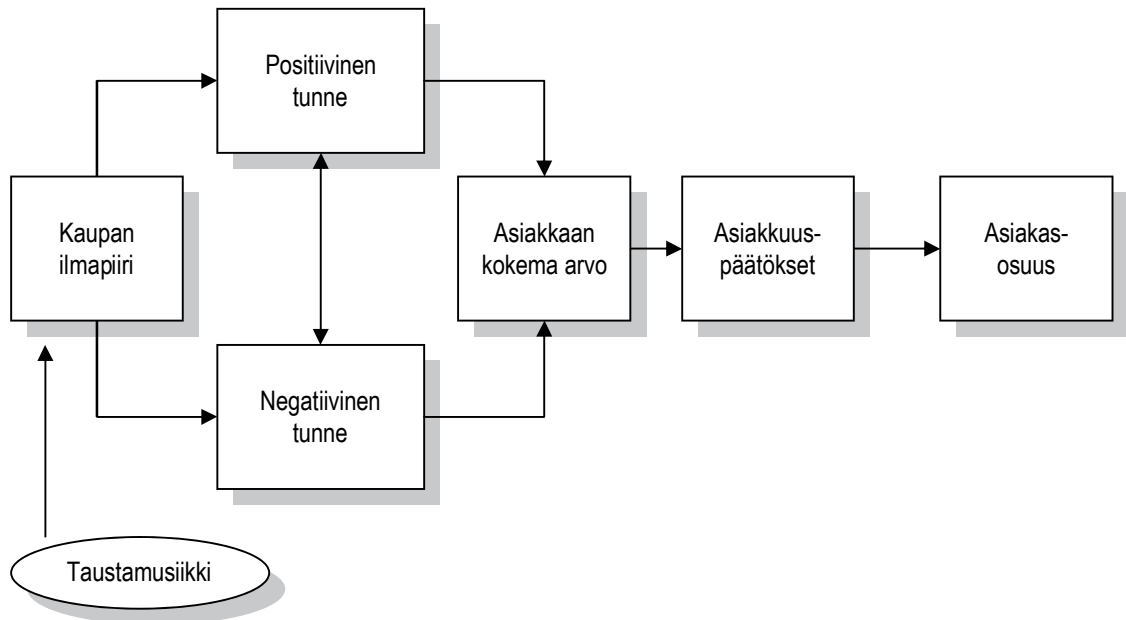 Positiivinen
tunne
Kaupan
ilmapiiri
Asiakkaan
kokema arvo
Asiakkuus-
päätökset
Asiakas-
osuus
Negatiivinen
tunne
Taustamusiikki